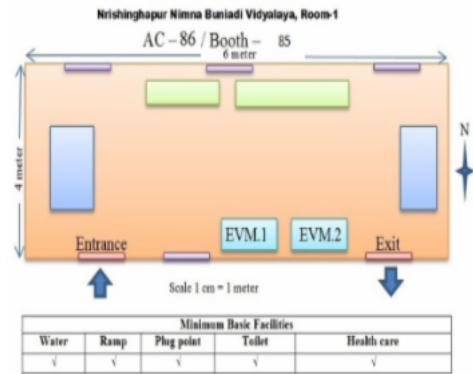 Nrishinghapur Nimna Buniadi Vidyalaya, Room-1
AC – 86 / Booth – 85
6 meter
4 meter
N
EVM.1 EVM.2
Entrance Exit
Scale 1 cm = 1 meter
Minimum Basic Facilities
Water Ramp Plug point Toilet Health care
√ √ √ √ √